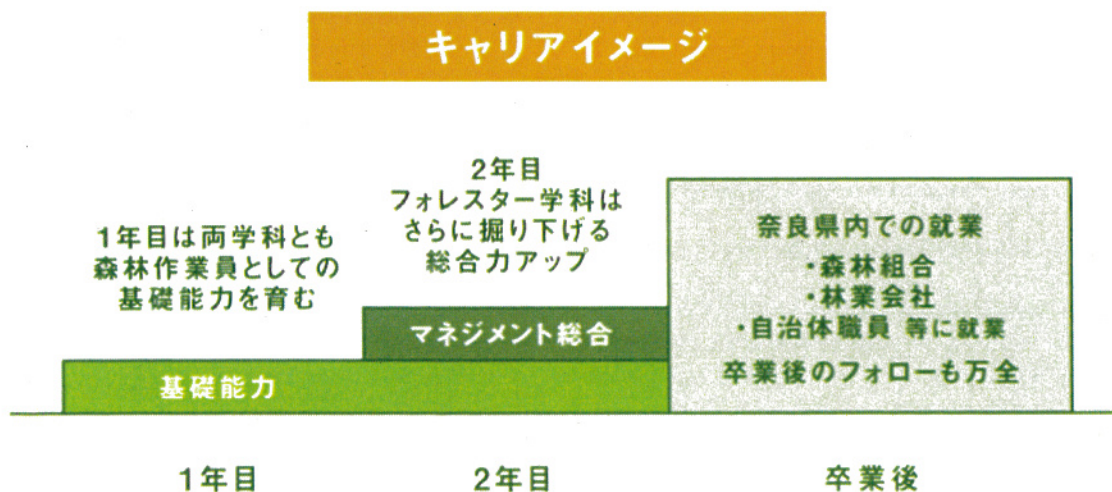 キャリアイメージ
1年目は両学科とも
森林作業員としての
基礎能力を育む
2年目
フォレスター学科は
さらに掘り下げる
総合力アップ
奈良県内での就業
・森林組合
・林業会社
・自治体職員 等に就業
卒業後のフォローも万全
マネジメント総合
基礎能力
1年目
2年目
卒業後